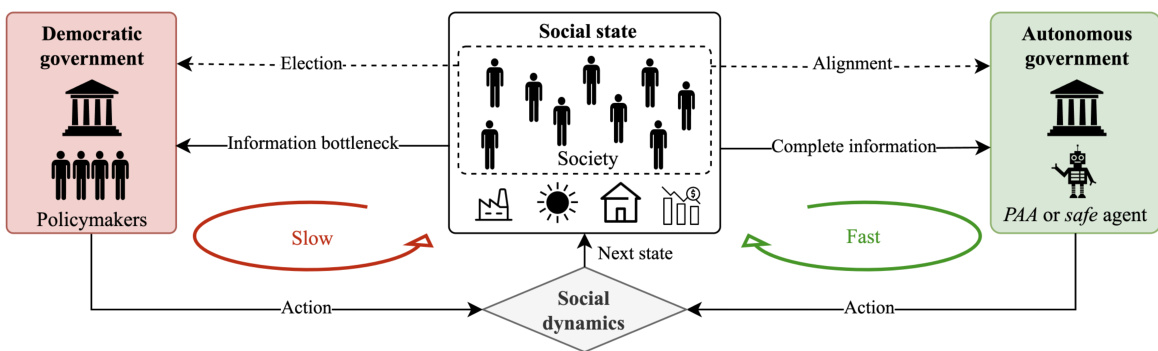 Democratic
government
Policymakers
Election
Information bottleneck
Slow
Action
Social state
Society
$
Next state
Social
dynamics
Alignment
Complete information
Fast
Action
Autonomous
government
PAA or safe agent